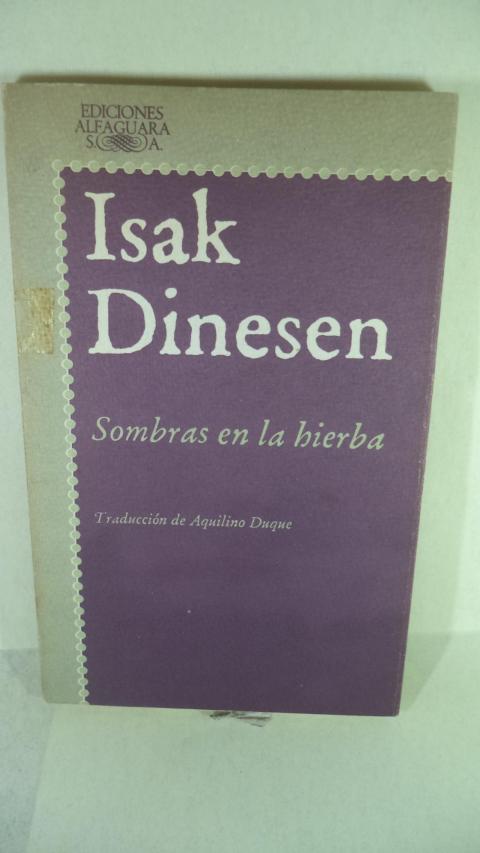 EDICIONES
ALFAGUARA
S. A.
Isak
Dinesen
Sombras en la hierba
Traducción de Aquilino Duque